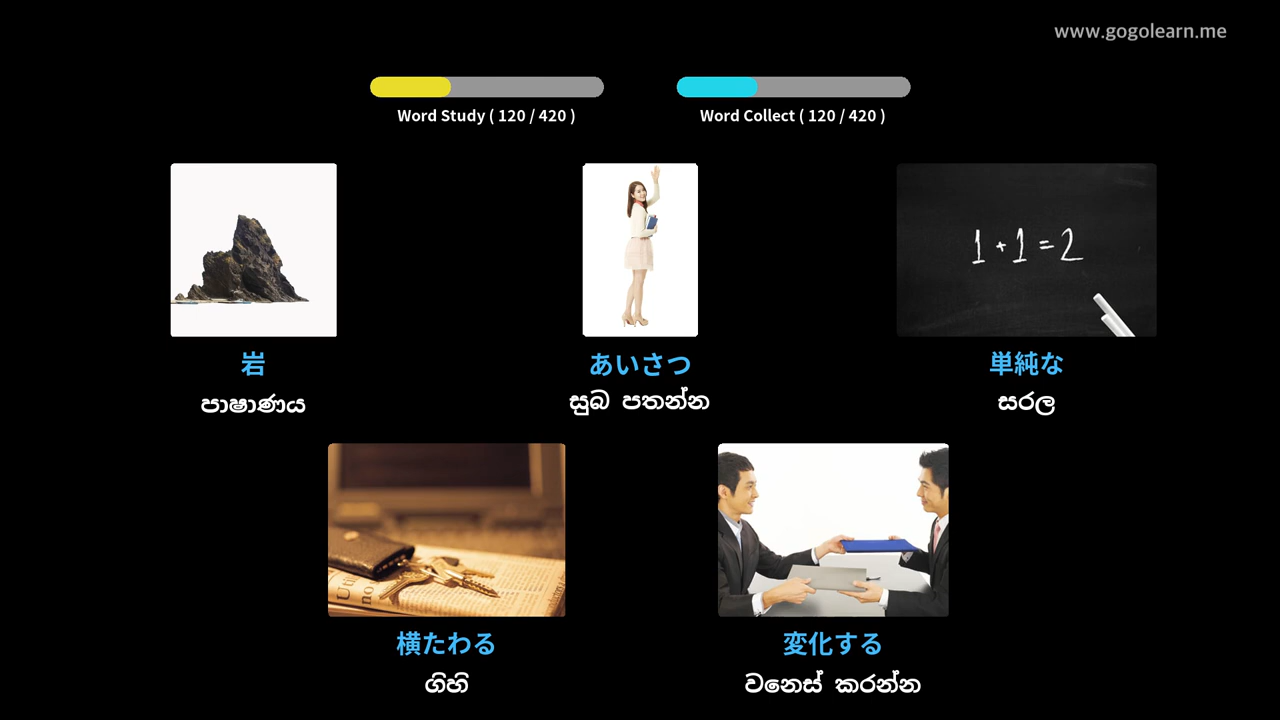 www.gogolearn.me
Word Study ( 120 / 420 )
Word Collect ( 120 / 420 )
1 + 1 = 2
岩
පාෂාණය
あいさつ
සුබ පතන්න
単純な
සරල
横たわる
ගිහි
変化する
වනෙස් කරන්න